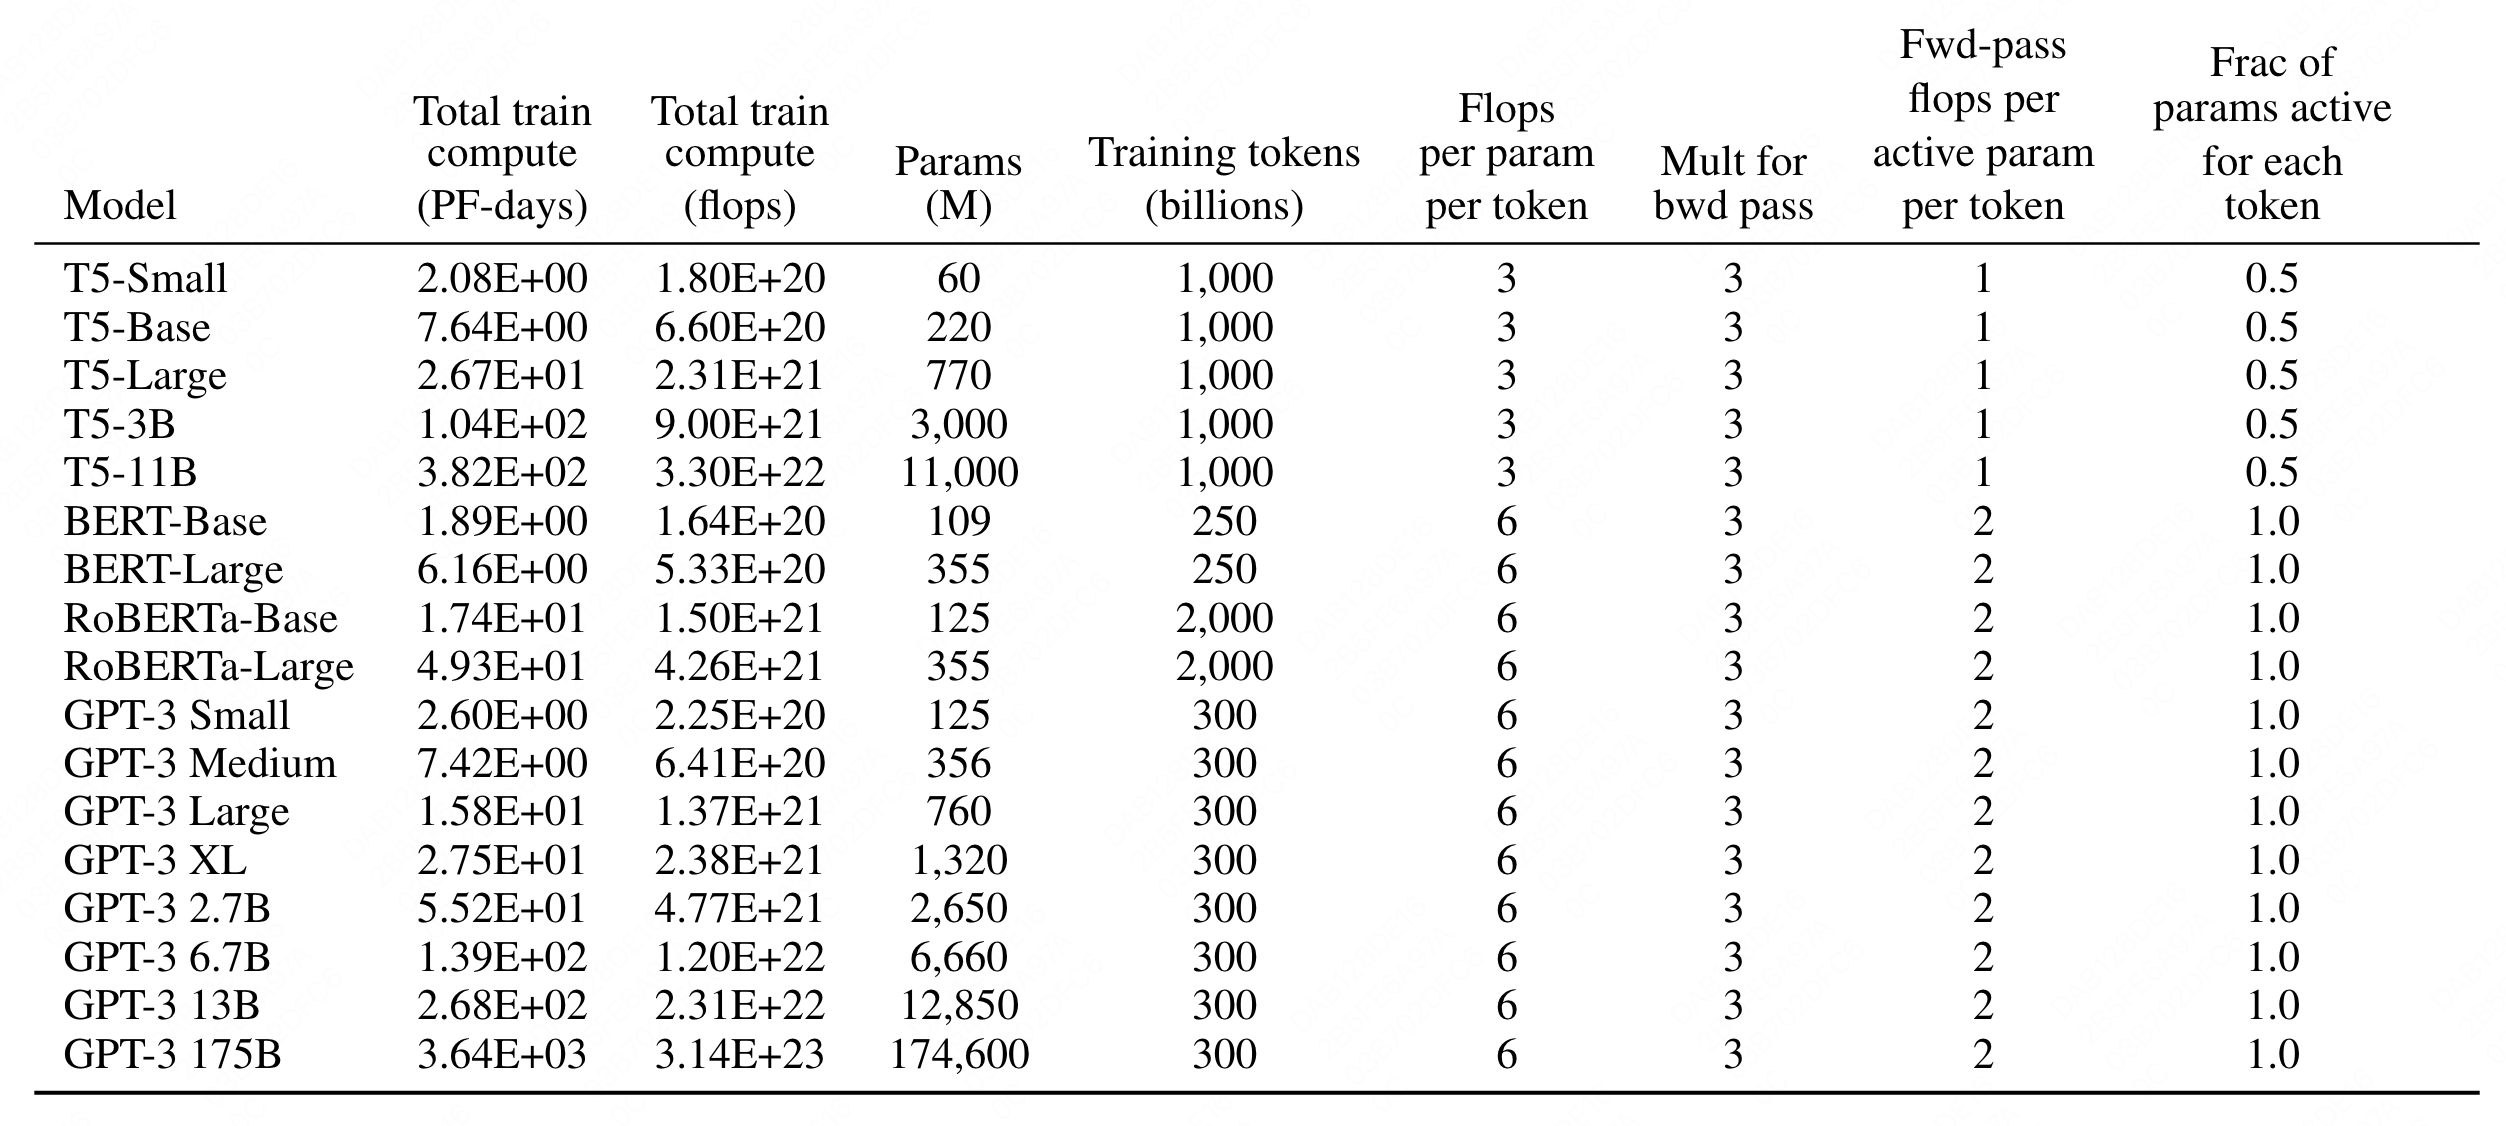 Model Total train compute (PF-days) Total train compute (flops) Params (M) Training tokens (billions) Flops per param per token Mult for bwd pass Fwd-pass flops per active param per token Frac of params active for each token
T5-Small 2.08E+00 1.80E+20 60 1,000 3 3 1 0.5
T5-Base 7.64E+00 6.60E+20 220 1,000 3 3 1 0.5
T5-Large 2.67E+01 2.31E+21 770 1,000 3 3 1 0.5
T5-3B 1.04E+02 9.00E+21 3,000 1,000 3 3 1 0.5
T5-11B 3.82E+02 3.30E+22 11,000 1,000 3 3 1 0.5
BERT-Base 1.89E+00 1.64E+20 109 250 6 3 2 1.0
BERT-Large 6.16E+00 5.33E+20 355 250 6 3 2 1.0
RoBERTa-Base 1.74E+01 1.50E+21 125 2,000 6 3 2 1.0
RoBERTa-Large 4.93E+01 4.26E+21 355 2,000 6 3 2 1.0
GPT-3 Small 2.60E+00 2.25E+20 125 300 6 3 2 1.0
GPT-3 Medium 7.42E+00 6.41E+20 356 300 6 3 2 1.0
GPT-3 Large 1.58E+01 1.37E+21 760 300 6 3 2 1.0
GPT-3 XL 2.75E+01 2.38E+21 1,320 300 6 3 2 1.0
GPT-3 2.7B 5.52E+01 4.77E+21 2,650 300 6 3 2 1.0
GPT-3 6.7B 1.39E+02 1.20E+22 6,660 300 6 3 2 1.0
GPT-3 13B 2.68E+02 2.31E+22 12,850 300 6 3 2 1.0
GPT-3 175B 3.64E+03 3.14E+23 174,600 300 6 3 2 1.0